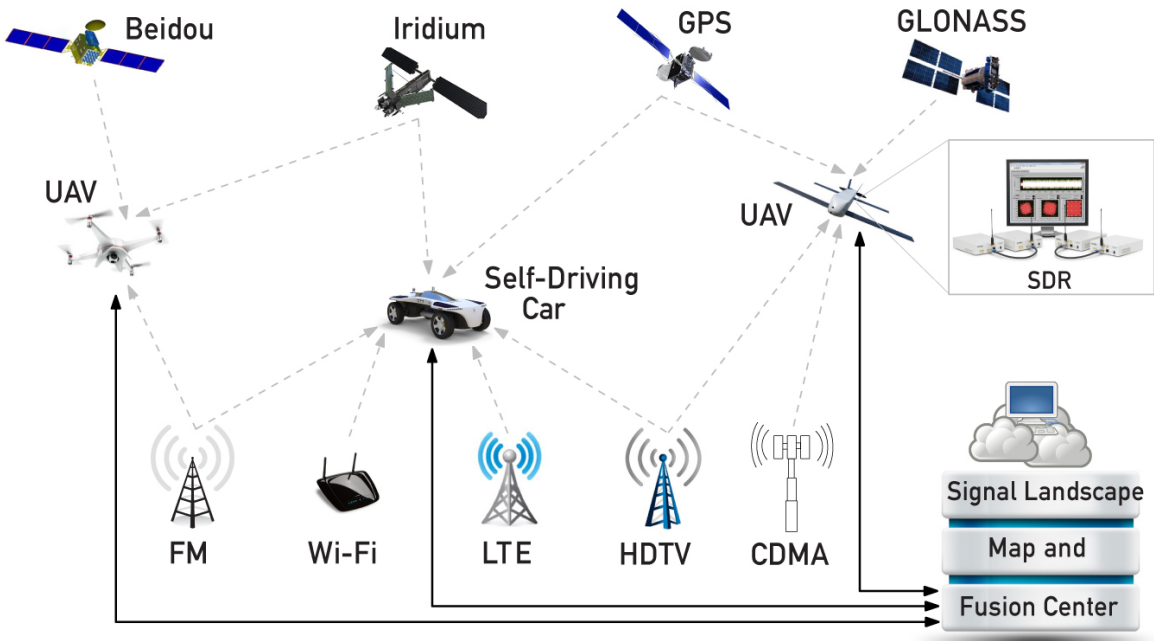 Beidou
Iridium
GPS
GLONASS
UAV
UAV
SDR
Self-Driving
Car
FM
Wi-Fi
LTE
HDTV
CDMA
Signal Landscape
Map and
Fusion Center